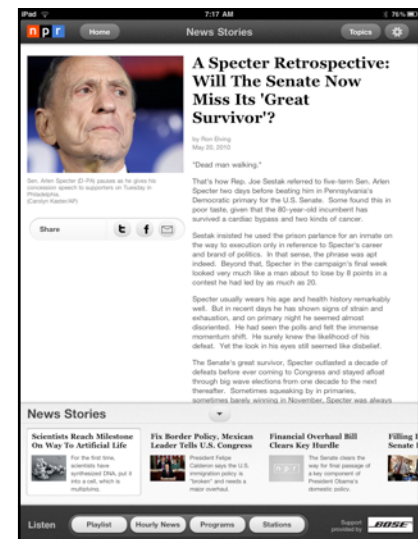 iPad
7:17 AM
76%
n p r
Home
News Stories
Topics
A Specter Retrospective:
Will The Senate Now
Miss Its 'Great
Survivor'?
by Ron Elving
May 20, 2010
"Dead man walking."
Sen. Arlen Specter (D-PA) pauses as he gives his
concession speech to supporters on Tuesday in
Philadelphia.
(Carolyn Kaster/AP)
Share
That's how Rep. Joe Sestak referred to five-term Sen. Arlen
Specter two days before beating him in Pennsylvania's
Democratic primary for the U.S. Senate. Some found this in
poor taste, given that the 80-year-old incumbent has
survived a cardiac bypass and two kinds of cancer.
Sestak insisted he used the prison parlance for an inmate on
the way to execution only in reference to Specter's career
and brand of politics. In that sense, the phrase was apt
indeed. Beyond that, Specter in the campaign's final week
looked very much like a man about to lose by 8 points in a
contest he had led by as much as 20.
Specter usually wears his age and health history remarkably
well. But in recent days he has shown signs of strain and
exhaustion, and on primary night he seemed almost
disoriented. He had seen the polls and felt the immense
momentum shift. He surely knew the likelihood of his
defeat. Yet the look in his eyes still seemed like disbelief.
The Senate's great survivor, Specter outlasted a decade of
defeats before ever coming to Congress and stayed afloat
through big wave elections from one decade to the next
thereafter. Sometimes squeaking by in primaries,
sometimes barely winning in November, Specter was always
News Stories
Scientists Reach Milestone
On Way To Artificial Life
For the first time,
scientists have
synthesized DNA, put it
into a cell, which is
multiplying.
Fix Border Policy, Mexican
Leader Tells U.S. Congress
President Felipe
Calderon says the U.S.
immigration policy is
"broken" and needs a
major overhaul.
Financial Overhaul Bill
Clears Key Hurdle
n p r
The Senate clears the
way for final passage of
a key component of
President Obama's
domestic policy.
Filling
Senate
Listen
Playlist
Hourly News
Programs
Stations
Support
provided by
BOSE